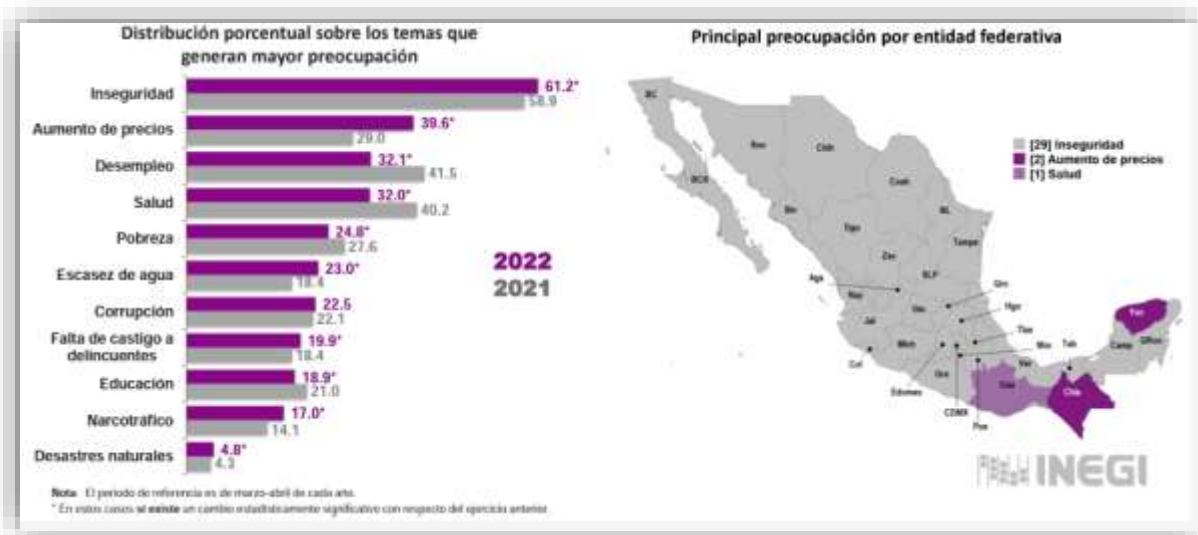 Distribución porcentual sobre los temas que
generan mayor preocupación
Inseguridad
61.2*
58.9
Aumento de precios
39.6*
29.0
Desempleo
32.1*
41.5
Salud
32.0*
40.2
Pobreza
24.8*
27.6
Escasez de agua
23.0*
18.4
Corrupción
22.5
22.1
Falta de castigo a
delincuentes
19.9*
18.4
Educación
18.9*
21.0
Narcotráfico
17.0*
14.1
Desastres naturales
4.8*
4.3
2022
2021
Nota: El periodo de referencia es de marzo-abril de cada año.
* En estos casos sí existe un cambio estadísticamente significativo con respecto del ejercicio anterior.
Principal preocupación por entidad federativa
[29] Inseguridad
[2] Aumento de precios
[1] Salud
BC
BCS
Son
Chih
Coah
NL
Sin
Dgo
Tamps
Zac
SLP
Ags
Nay
Jal
Gto
Qro
Hgo
Tlax
Mor
Tab
Camp
Yuc
QRoo
Col
Mich
Edomex
Gro
CDMX
Pue
Ver
Oax
Chis
INEGI